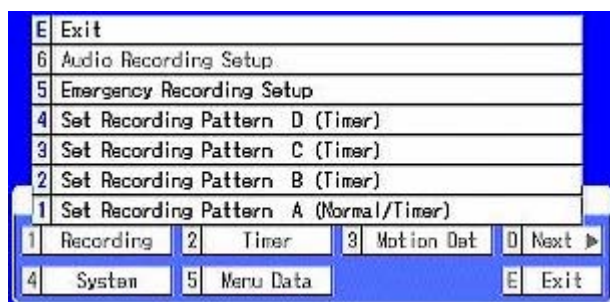 E Exit
6 Audio Recording Setup
5 Emergency Recording Setup
4 Set Recording Pattern D (Timer)
3 Set Recording Pattern C (Timer)
2 Set Recording Pattern B (Timer)
1 Set Recording Pattern A (Normal/Timer)
1 Recording 2 Timer 3 Motion Det 0 Next ▶
4 System 5 Menu Data E Exit